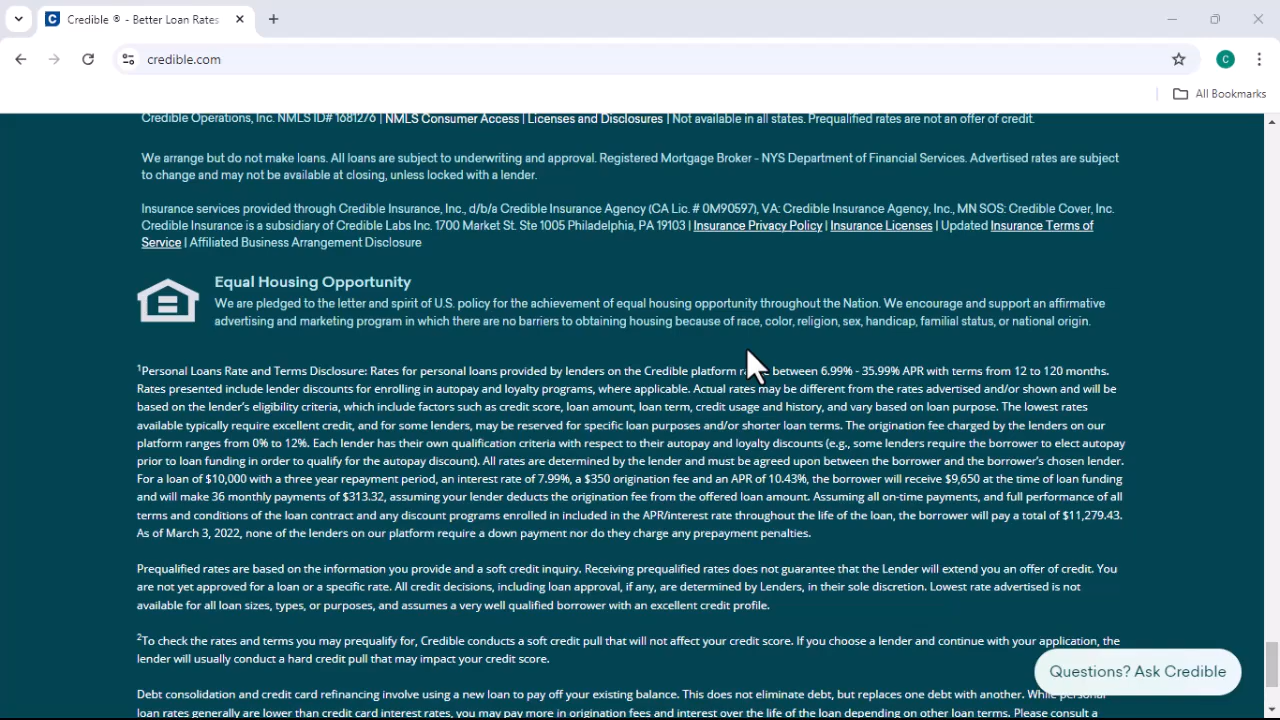 Credible ® - Better Loan Rates
credible.com
All Bookmarks
Credible Operations, Inc. NMLS ID# 1681276 | NMLS Consumer Access | Licenses and Disclosures | Not available in all states. Prequalified rates are not an offer of credit.
We arrange but do not make loans. All loans are subject to underwriting and approval. Registered Mortgage Broker - NYS Department of Financial Services. Advertised rates are subject
to change and may not be available at closing, unless locked with a lender.
Insurance services provided through Credible Insurance, Inc., d/b/a Credible Insurance Agency (CA Lic. # 0M90597), VA: Credible Insurance Agency, Inc., MN SOS: Credible Cover, Inc.
Credible Insurance is a subsidiary of Credible Labs Inc. 1700 Market St. Ste 1005 Philadelphia, PA 19103 | Insurance Privacy Policy | Insurance Licenses | Updated Insurance Terms of
Service | Affiliated Business Arrangement Disclosure
Equal Housing Opportunity
We are pledged to the letter and spirit of U.S. policy for the achievement of equal housing opportunity throughout the Nation. We encourage and support an affirmative
advertising and marketing program in which there are no barriers to obtaining housing because of race, color, religion, sex, handicap, familial status, or national origin.
1Personal Loans Rate and Terms Disclosure: Rates for personal loans provided by lenders on the Credible platform between 6.99% - 35.99% APR with terms from 12 to 120 months.
Rates presented include lender discounts for enrolling in autopay and loyalty programs, where applicable. Actual rates may be different from the rates advertised and/or shown and will be
based on the lender's eligibility criteria, which include factors such as credit score, loan amount, loan term, credit usage and history, and vary based on loan purpose. The lowest rates
available typically require excellent credit, and for some lenders, may be reserved for specific loan purposes and/or shorter loan terms. The origination fee charged by the lenders on our
platform ranges from 0% to 12%. Each lender has their own qualification criteria with respect to their autopay and loyalty discounts (e.g., some lenders require the borrower to elect autopay
prior to loan funding in order to qualify for the autopay discount). All rates are determined by the lender and must be agreed upon between the borrower and the borrower's chosen lender.
For a loan of $10,000 with a three year repayment period, an interest rate of 7.99%, a $350 origination fee and an APR of 10.43%, the borrower will receive $9,650 at the time of loan funding
and will make 36 monthly payments of $313.32, assuming your lender deducts the origination fee from the offered loan amount. Assuming all on-time payments, and full performance of all
terms and conditions of the loan contract and any discount programs enrolled in included in the APR/interest rate throughout the life of the loan, the borrower will pay a total of $11,279.43.
As of March 3, 2022, none of the lenders on our platform require a down payment nor do they charge any prepayment penalties.
Prequalified rates are based on the information you provide and a soft credit inquiry. Receiving prequalified rates does not guarantee that the Lender will extend you an offer of credit. You
are not yet approved for a loan or a specific rate. All credit decisions, including loan approval, if any, are determined by Lenders, in their sole discretion. Lowest rate advertised is not
available for all loan sizes, types, or purposes, and assumes a very well qualified borrower with an excellent credit profile.
2To check the rates and terms you may prequalify for, Credible conducts a soft credit pull that will not affect your credit score. If you choose a lender and continue with your application, the
lender will usually conduct a hard credit pull that may impact your credit score.
Questions? Ask Credible
Debt consolidation and credit card refinancing involve using a new loan to pay off your existing balance. This does not eliminate debt, but replaces one debt with another. While personal
loan rates generally are lower than credit card interest rates, you may pay more in origination fees and interest over the life of the loan depending on other loan terms. Please consult a